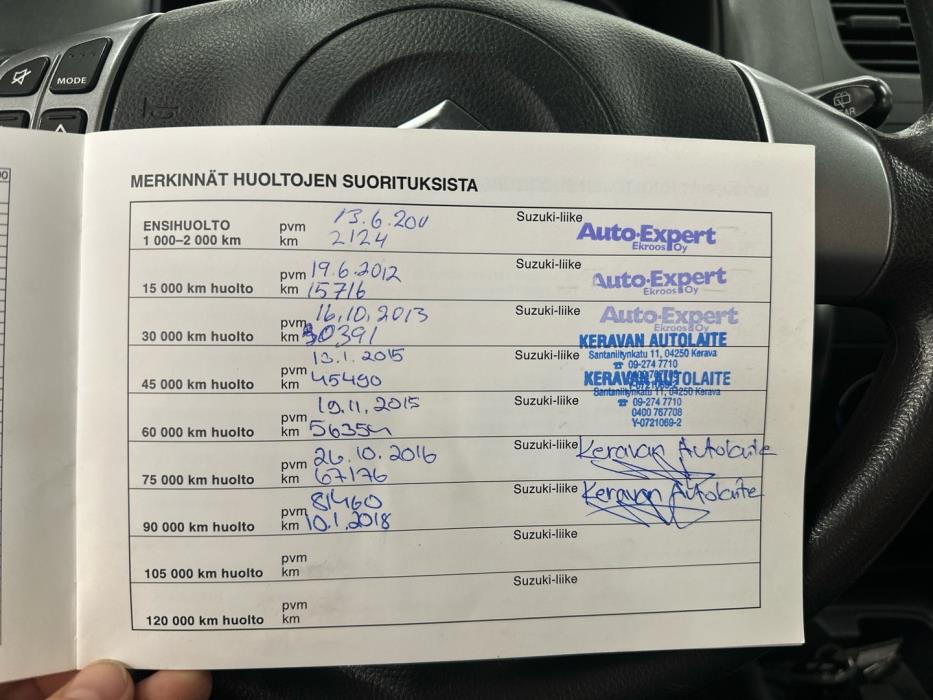 MODE
MERKINNÄT HUOLTOJEN SUORITUKSISTA
ENSIHUOLTO pvm 13.6.2011 Suzuki-liike Auto-Expert
1 000–2 000 km km 2124 Ekroos Oy
pvm 19.6.2012 Suzuki-liike Auto-Expert
15 000 km huolto km 15716 Ekroos Oy
pvm 16.10.2013 Suzuki-liike Auto-Expert
30 000 km huolto km 30391 Ekroos Oy
KERAVAN AUTOLAITE
pvm 13.1.2015 Suzuki-liike Santaniitynkatu 11, 04250 Kerava
45 000 km huolto km 45490 ☎ 09-274 7710
KERAVAN AUTOLAITE
pvm 19.11.2015 Suzuki-liike Santaniitynkatu 11, 04250 Kerava
60 000 km huolto km 56354 ☎ 09-274 7710
0400 767708
Y-0721069-2
pvm 26.10.2016 Suzuki-liike Keravan Autolaite
75 000 km huolto km 67176
pvm 81460 Suzuki-liike Keravan Autolaite
90 000 km huolto km 10.1.2018
pvm Suzuki-liike
105 000 km huolto km
pvm Suzuki-liike
120 000 km huolto km